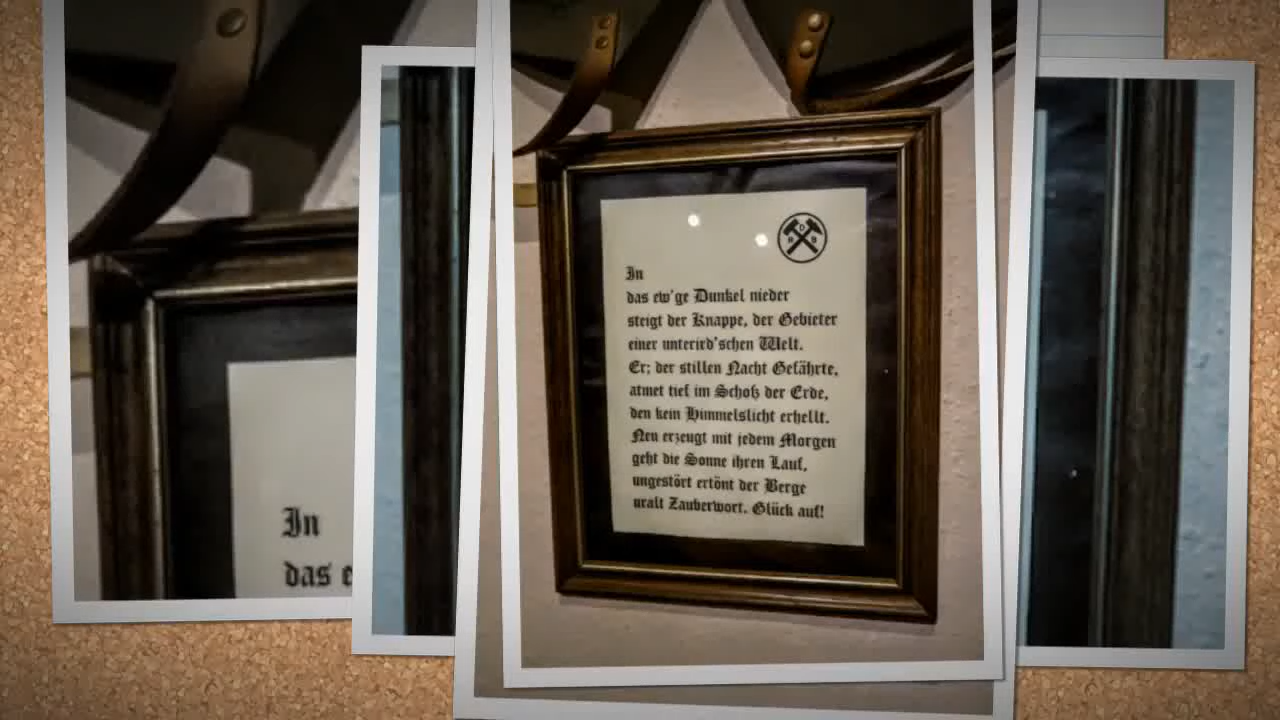 In
das e
R D B
In
das ew'ge Dunkel nieder
steigt der Knappe, der Gebieter
einer unterird'schen Welt.
Er; der stillen Nacht Gefährte,
atmet tief im Schoß der Erde,
den kein Himmelslicht erhellt.
Neu erzeugt mit jedem Morgen
geht die Sonne ihren Lauf,
ungestört ertönt der Berge
uralt Zauberwort. Glück auf!